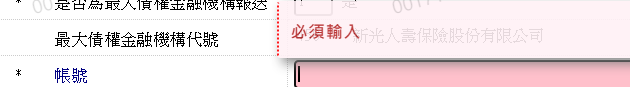 * 是否為最大債權金融機構報送 是
必須輸入
最大債權金融機構代號 新光人壽保險股份有限公司
* 帳號